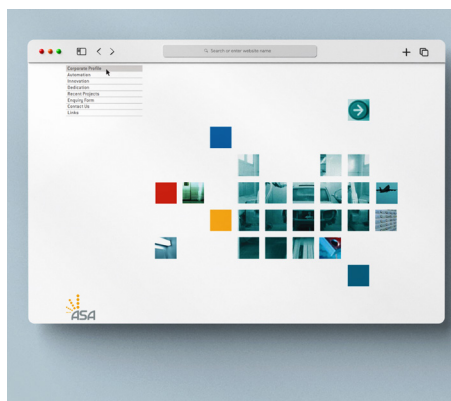 Search or enter website name
Corporate Profile
Automation
Innovation
Dedication
Recent Projects
Enquiry Form
Contact Us
Links
ASA